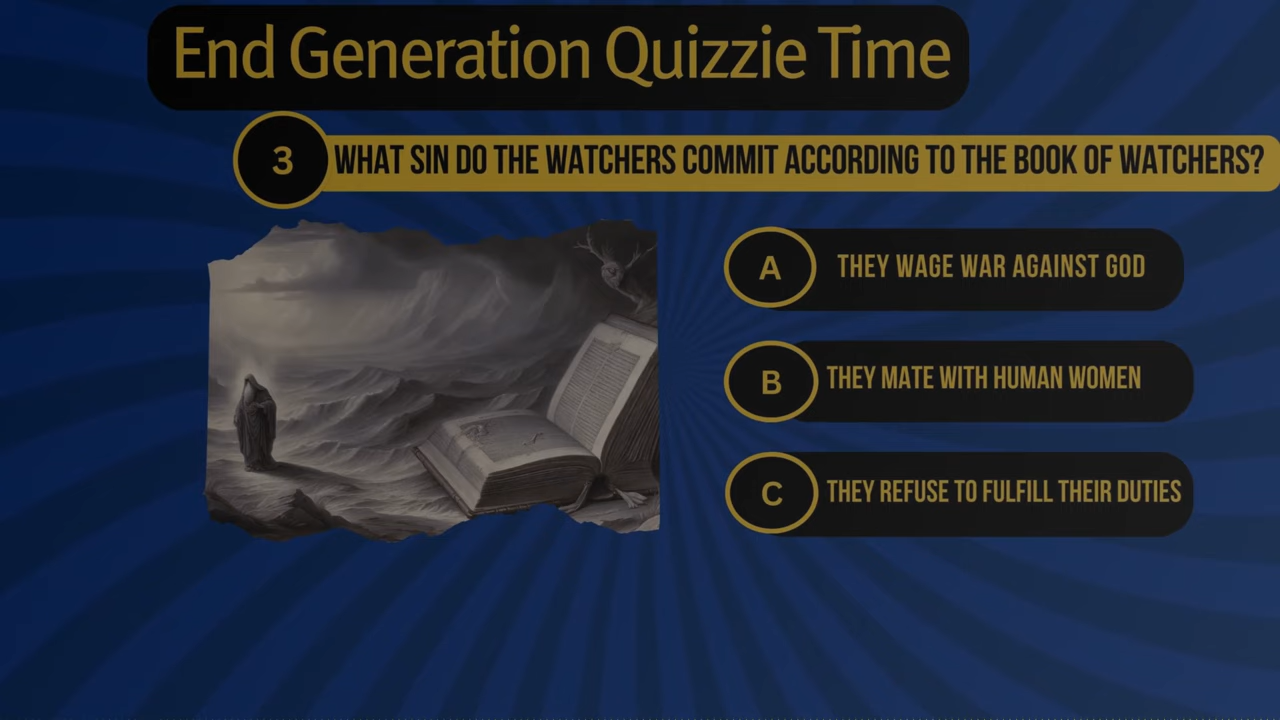 End Generation Quizzie Time
3
WHAT SIN DO THE WATCHERS COMMIT ACCORDING TO THE BOOK OF WATCHERS?
A
THEY WAGE WAR AGAINST GOD
B
THEY MATE WITH HUMAN WOMEN
C
THEY REFUSE TO FULFILL THEIR DUTIES